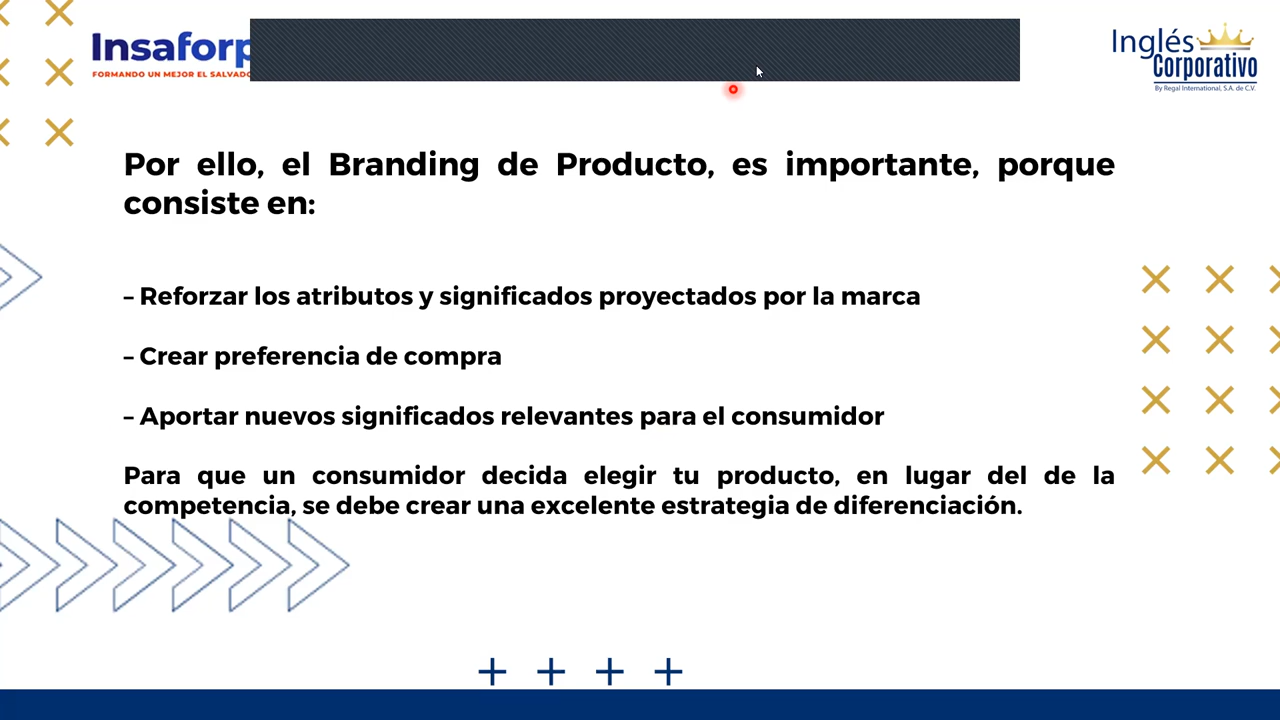 Insaforp
FORMANDO UN MEJOR EL SALVADO
Inglés
Corporativo
By Regal International, S.A. de C.V.
Por ello, el Branding de Producto, es importante, porque
consiste en:
– Reforzar los atributos y significados proyectados por la marca
– Crear preferencia de compra
– Aportar nuevos significados relevantes para el consumidor
Para que un consumidor decida elegir tu producto, en lugar del de la
competencia, se debe crear una excelente estrategia de diferenciación.